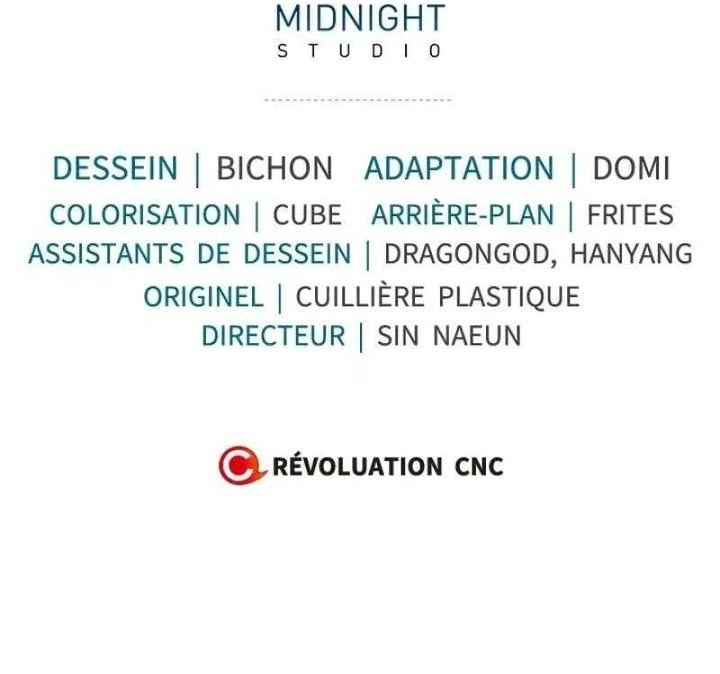 MIDNIGHT
STUDIO
DESSEIN | BICHON ADAPTATION | DOMI
COLORISATION | CUBE ARRIÈRE-PLAN | FRITES
ASSISTANTS DE DESSEIN | DRAGONGOD, HANYANG
ORIGINEL | CUILLIÈRE PLASTIQUE
DIRECTEUR | SIN NAEUN
C RÉVOLUATION CNC